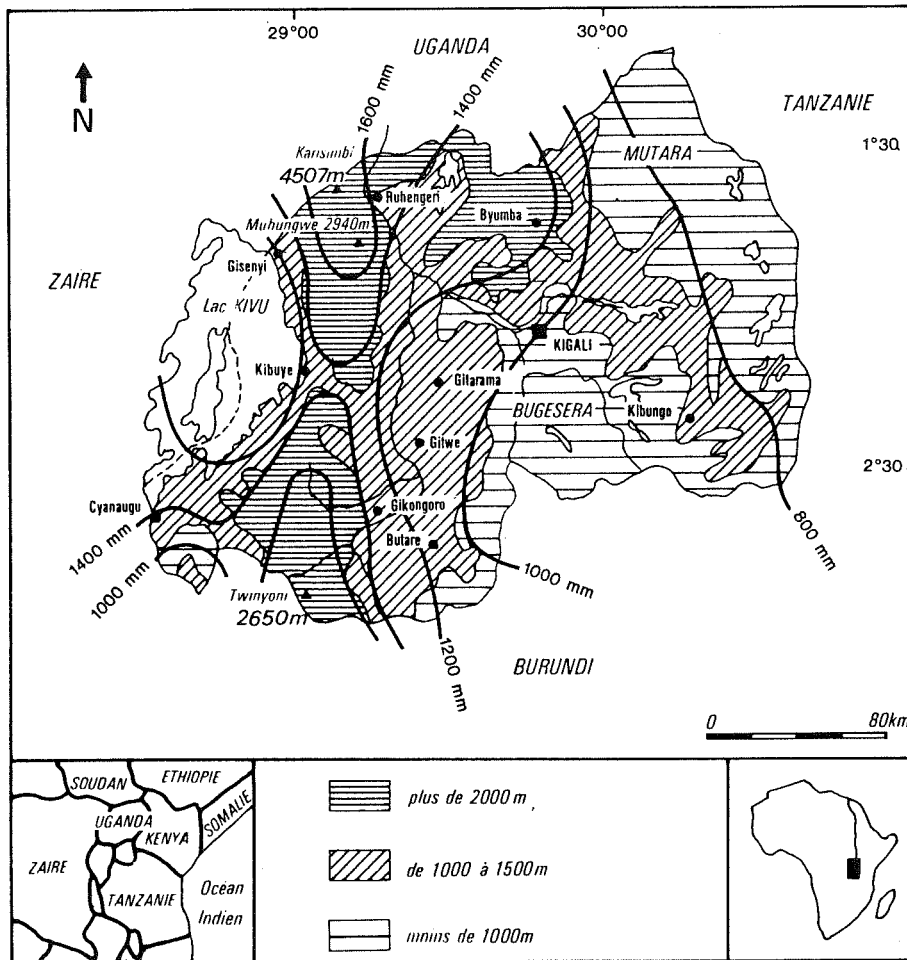 29°00
30°00
UGANDA
TANZANIE
N
1600 mm
1400 mm
1°30
MUTARA
Karisimbi
4507m
Ruhengeri
Byumba
Muhungwe 2940m
Gisenyi
ZAÏRE
Lac KIVU
KIGALI
Kibuye
Gitarama
BUGESERA
Kibungo
Gitwe
2°30
Cyanaugu
Gikongoro
Butare
1400 mm
1000 mm
Twinyoni
2650m
1000 mm
800 mm
1200 mm
BURUNDI
0 80km
SOUDAN
ETHIOPIE
SOMALIE
UGANDA
KENYA
ZAIRE
TANZANIE
Océan
Indien
plus de 2000m,
de 1000 à 1500m
moins de 1000m